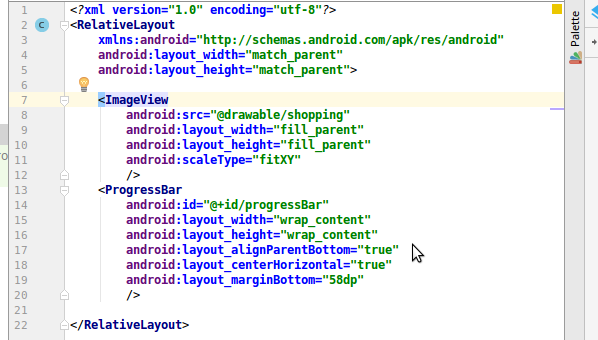 1 <?xml version="1.0" encoding="utf-8"?>
2 C <RelativeLayout
3 xmlns:android="http://schemas.android.com/apk/res/android"
4 android:layout_width="match_parent"
5 android:layout_height="match_parent">
6
7 <ImageView
8 android:src="@drawable/shopping"
9 android:layout_width="fill_parent"
10 android:layout_height="fill_parent"
11 android:scaleType="fitXY"
12 />
13 <ProgressBar
14 android:id="@+id/progressBar"
15 android:layout_width="wrap_content"
16 android:layout_height="wrap_content"
17 android:layout_alignParentBottom="true"
18 android:layout_centerHorizontal="true"
19 android:layout_marginBottom="58dp"
20 />
21
22 </RelativeLayout>
Palette